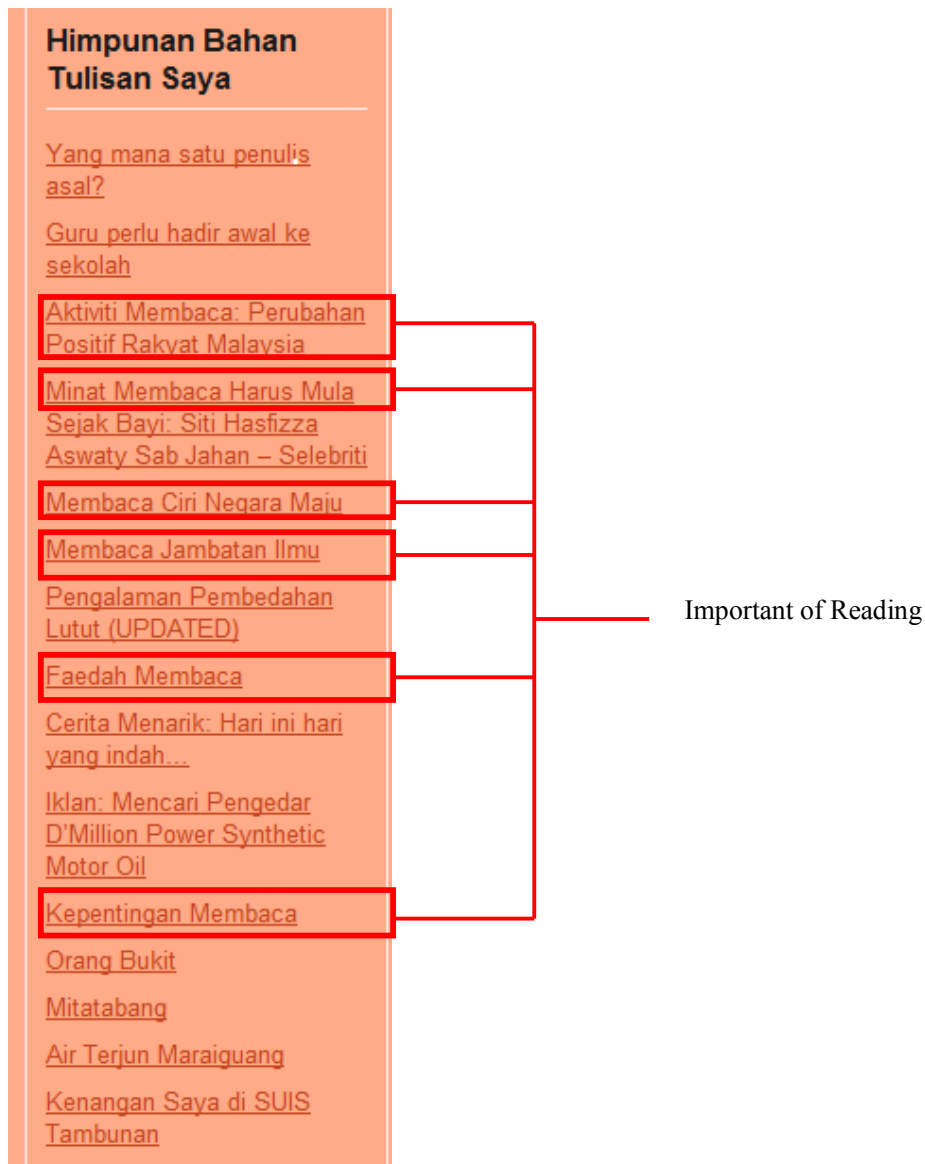 Himpunan Bahan
Tulisan Saya
Yang mana satu penulis
asal?
Guru perlu hadir awal ke
sekolah
Aktiviti Membaca: Perubahan
Positif Rakyat Malaysia
Minat Membaca Harus Mula
Sejak Bayi: Siti Hasfizza
Aswaty Sab Jahan – Selebriti
Membaca Ciri Negara Maju
Membaca Jambatan Ilmu
Pengalaman Pembedahan
Lutut (UPDATED)
Important of Reading
Faedah Membaca
Cerita Menarik: Hari ini hari
yang indah…
Iklan: Mencari Pengedar
D’Million Power Synthetic
Motor Oil
Kepentingan Membaca
Orang Bukit
Mitatabang
Air Terjun Maraiguang
Kenangan Saya di SUIS
Tambunan